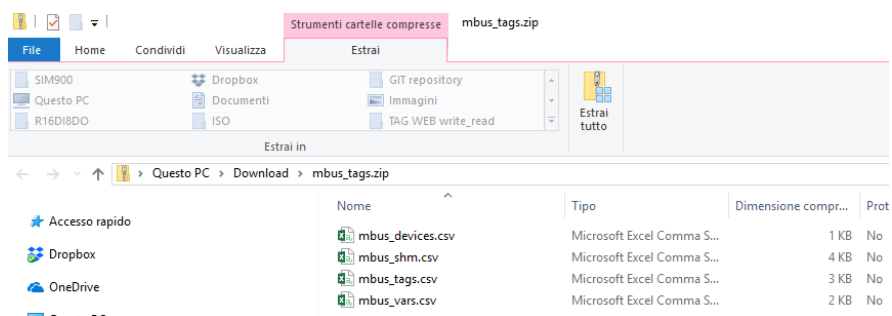 Strumenti cartelle compresse mbus_tags.zip
File Home Condividi Visualizza Estrai
SIM900 Dropbox GIT repository
Questo PC Documenti Immagini
R16DI8DO ISO TAG WEB write_read
Estrai tutto
Estrai in
Questo PC > Download > mbus_tags.zip
Nome Tipo Dimensione compr... Prot
Accesso rapido
Dropbox
OneDrive
mbus_devices.csv Microsoft Excel Comma S... 1 KB No
mbus_shm.csv Microsoft Excel Comma S... 4 KB No
mbus_tags.csv Microsoft Excel Comma S... 3 KB No
mbus_vars.csv Microsoft Excel Comma S... 2 KB No